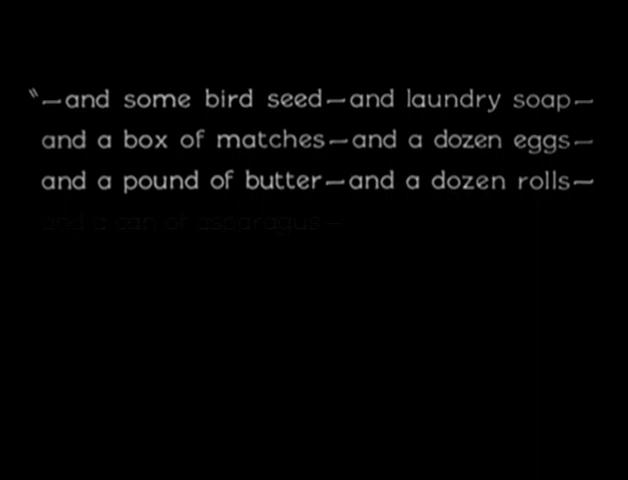 "—and some bird seed—and laundry soap—
and a box of matches—and a dozen eggs—
and a pound of butter—and a dozen rolls—
and a can of asparagus—